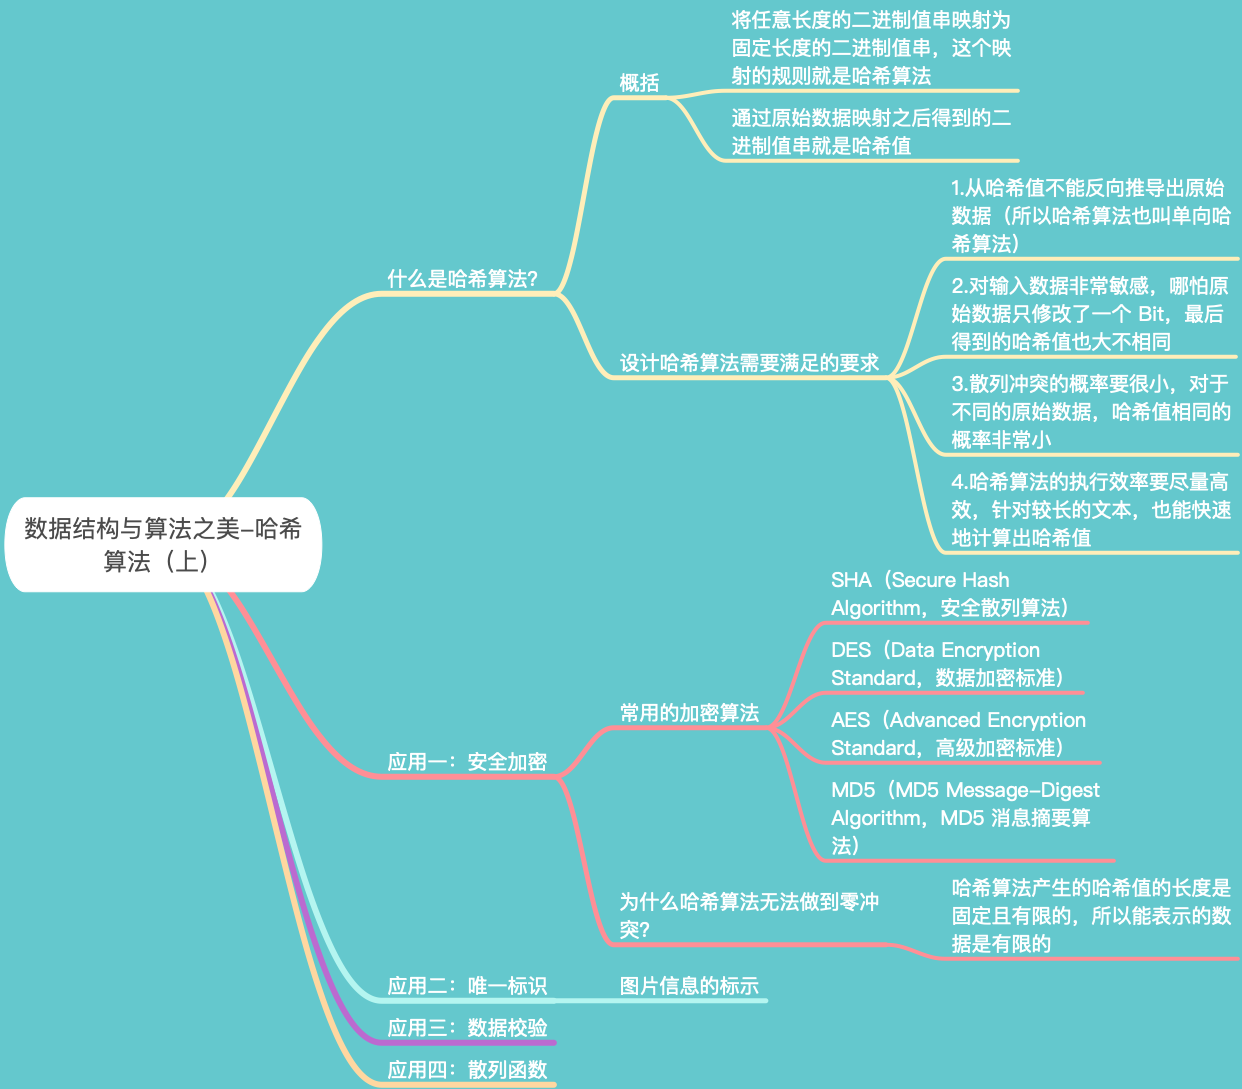 将任意长度的二进制值串映射为
固定长度的二进制值串，这个映
射的规则就是哈希算法
概括
通过原始数据映射之后得到的二
进制值串就是哈希值
1.从哈希值不能反向推导出原始
数据（所以哈希算法也叫单向哈
希算法）
什么是哈希算法？
2.对输入数据非常敏感，哪怕原
始数据只修改了一个 Bit，最后
得到的哈希值也大不相同
设计哈希算法需要满足的要求
3.散列冲突的概率要很小，对于
不同的原始数据，哈希值相同的
概率非常小
4.哈希算法的执行效率要尽量高
效，针对较长的文本，也能快速
地计算出哈希值
数据结构与算法之美-哈希
算法（上）
SHA（Secure Hash
Algorithm，安全散列算法）
DES（Data Encryption
Standard，数据加密标准）
常用的加密算法
AES（Advanced Encryption
Standard，高级加密标准）
应用一：安全加密
MD5（MD5 Message-Digest
Algorithm，MD5 消息摘要算
法）
为什么哈希算法无法做到零冲
突？
哈希算法产生的哈希值的长度是
固定且有限的，所以能表示的数
据是有限的
应用二：唯一标识
图片信息的标示
应用三：数据校验
应用四：散列函数